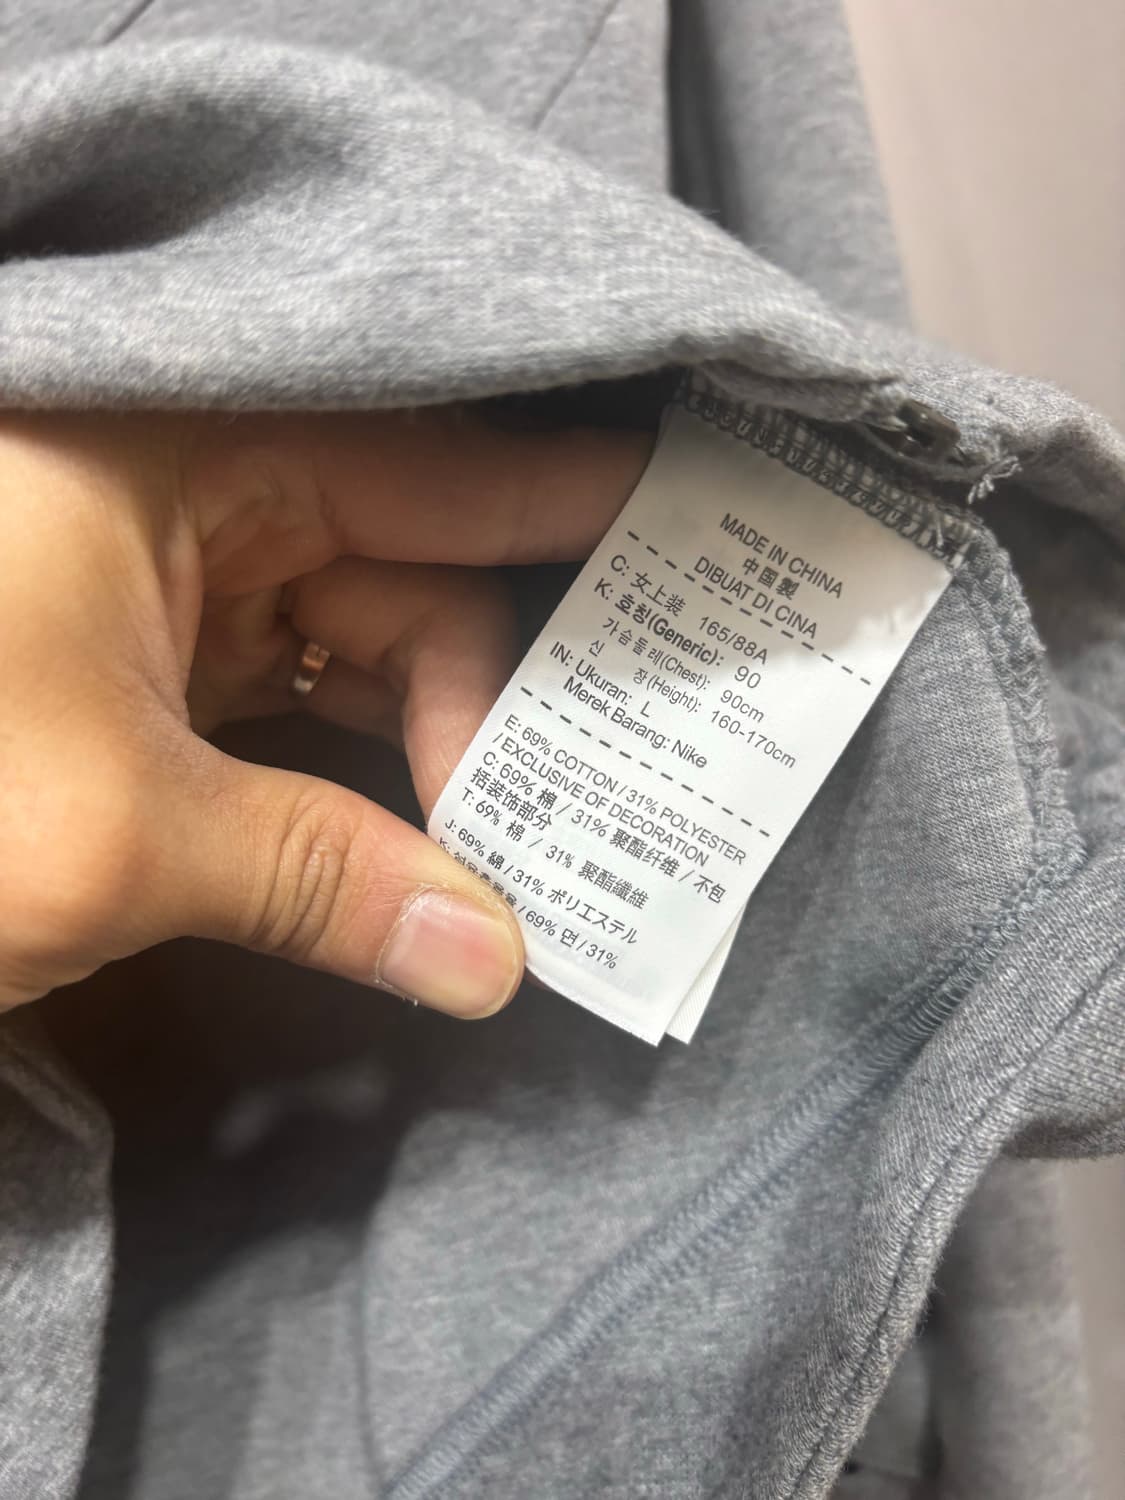 MADE IN CHINA
中国製
DIBUAT DI CINA
C: 女上装 165/88A
K: 호칭(Generic): 90
가슴둘레(Chest): 90cm
신 장(Height): 160-170cm
IN: Ukuran: L
Merek Barang: Nike
E: 69% COTTON / 31% POLYESTER
/ EXCLUSIVE OF DECORATION
C: 69% 棉 / 31% 聚酯纤维 / 不包
括装饰部分
T: 69% 棉 / 31% 聚酯纖維
J: 69% 綿 / 31% ポリエステル
K: / 69% 면 / 31%